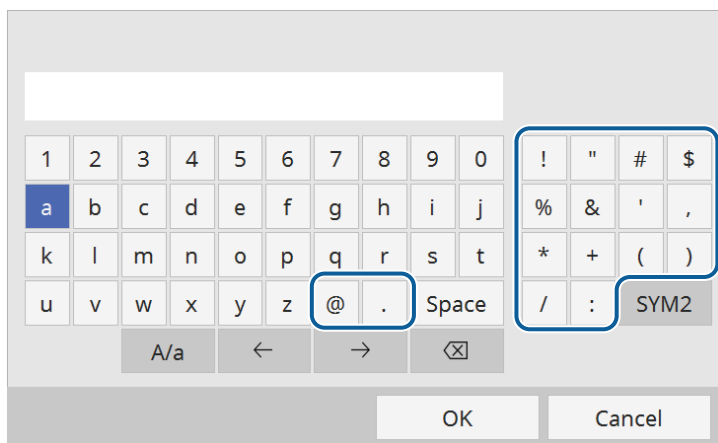 1 2 3 4 5 6 7 8 9 0 ! " # $
a b c d e f g h i j % & ' ,
k l m n o p q r s t * + ( )
u v w x y z @ . Space / : SYM2
A/a ← →
OK Cancel